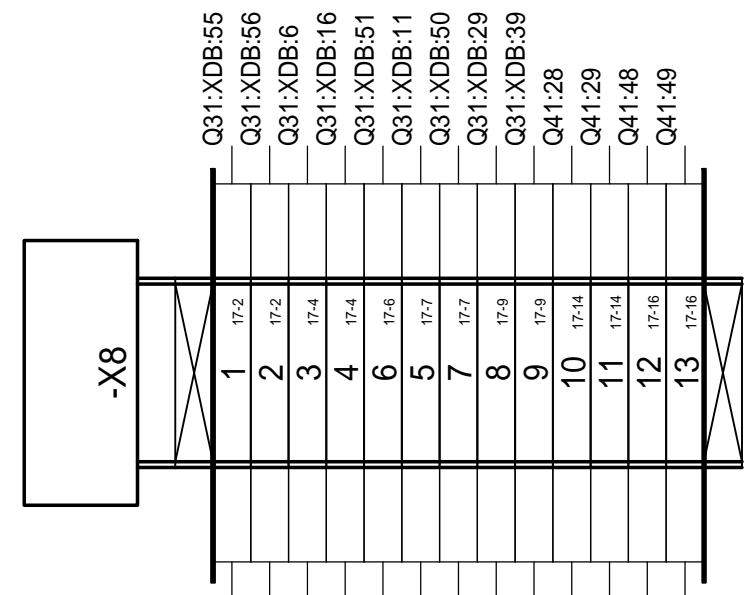 Q31:XDB:55
Q31:XDB:56
Q31:XDB:6
Q31:XDB:16
Q31:XDB:51
Q31:XDB:11
Q31:XDB:50
Q31:XDB:29
Q31:XDB:39
Q41:28
Q41:29
Q41:48
Q41:49
-X8
1 17-2
2 17-2
3 17-4
4 17-4
6 17-6
5 17-7
7 17-7
8 17-9
9 17-9
10 17-14
11 17-14
12 17-16
13 17-16